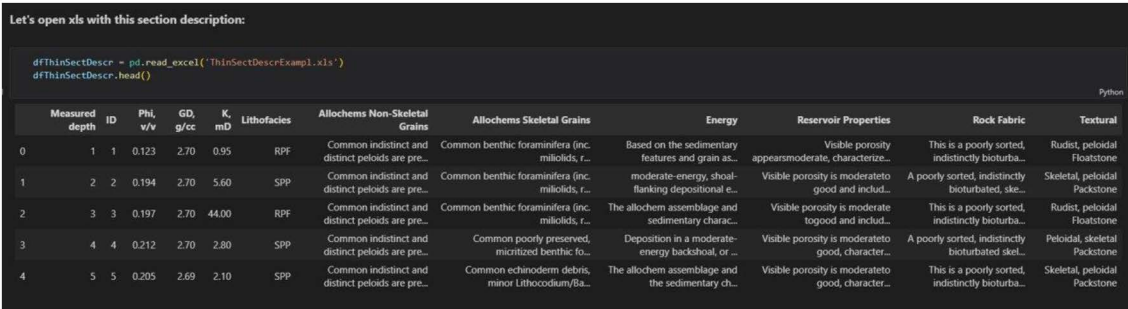 Let's open xls with this section description:
dfThinSectDescr = pd.read_excel('ThinSectDescrExampl.xls')
dfThinSectDescr.head()
Python
Measured depth ID Phi, v/v GD, g/cc K, mD Lithofacies Allochems Non-Skeletal Grains Allochems Skeletal Grains Energy Reservoir Properties Rock Fabric Textural
0 1 1 0.123 2.70 0.95 RPF Common indistinct and distinct peloids are pre... Common benthic foraminifera (inc. miliolids, r... Based on the sedimentary features and grain as... Visible porosity appearsmoderate, characterize... This is a poorly sorted, indistinctly bioturba... Rudist, peloidal Floatstone
1 2 2 0.194 2.70 5.60 SPP Common indistinct and distinct peloids are pre... Common benthic foraminifera (inc. miliolids, r... moderate-energy, shoal-flanking depositional e... Visible porosity is moderateto good and includ... A poorly sorted, indistinctly bioturbated, ske... Skeletal, peloidal Packstone
2 3 3 0.197 2.70 44.00 RPF Common indistinct and distinct peloids are pre... Common benthic foraminifera (inc. miliolids, r... The allochem assemblage and sedimentary charac... Visible porosity is moderate togood and includ... This is a poorly sorted, indistinctly bioturba... Rudist, peloidal Floatstone
3 4 4 0.212 2.70 2.80 SPP Common indistinct and distinct peloids are pre... Common poorly preserved, micritized benthic fo... Deposition in a moderate-energy backshoal, or ... Visible porosity is moderateto good, character... A poorly sorted, indistinctly bioturbated skel... Peloidal, skeletal Packstone
4 5 5 0.205 2.69 2.10 SPP Common indistinct and distinct peloids are pre... Common echinoderm debris, minor Lithocodium/Ba... The allochem assemblage and the sedimentary ch... Visible porosity is moderateto good, character... This is a poorly sorted, indistinctly bioturba... Skeletal, peloidal Packstone